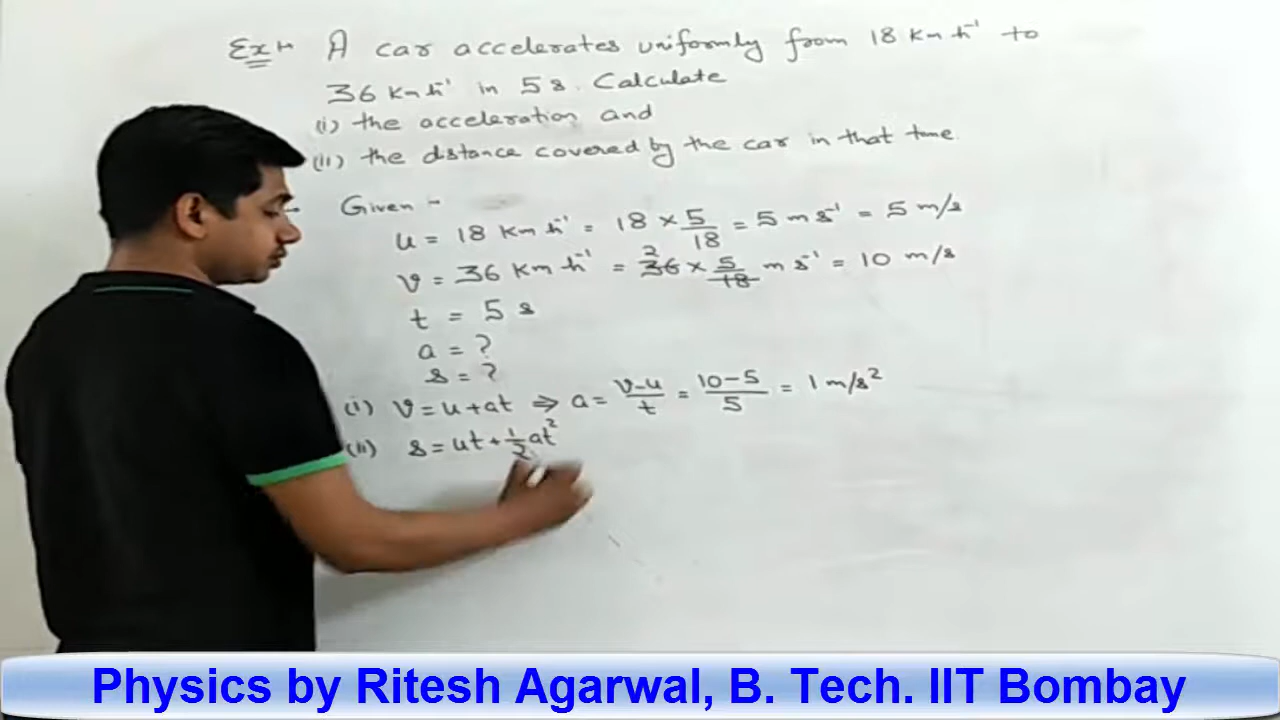 Ex:- A car accelerates uniformly from 18 Km h⁻¹ to
36 Km h⁻¹ in 5 s. Calculate
(i) the acceleration and
(ii) the distance covered by the car in that time.
Given :-
u = 18 Km h⁻¹ = 18 × 5/18 = 5 m s⁻¹ = 5 m/s
v = 36 Km h⁻¹ = 2 36 × 5/18 m s⁻¹ = 10 m/s
t = 5 s
a = ?
s = ?
(i) v = u + at ⇒ a = v-u/t = 10-5/5 = 1 m/s²
(ii) s = ut + 1/2 at²
Physics by Ritesh Agarwal, B. Tech. IIT Bombay